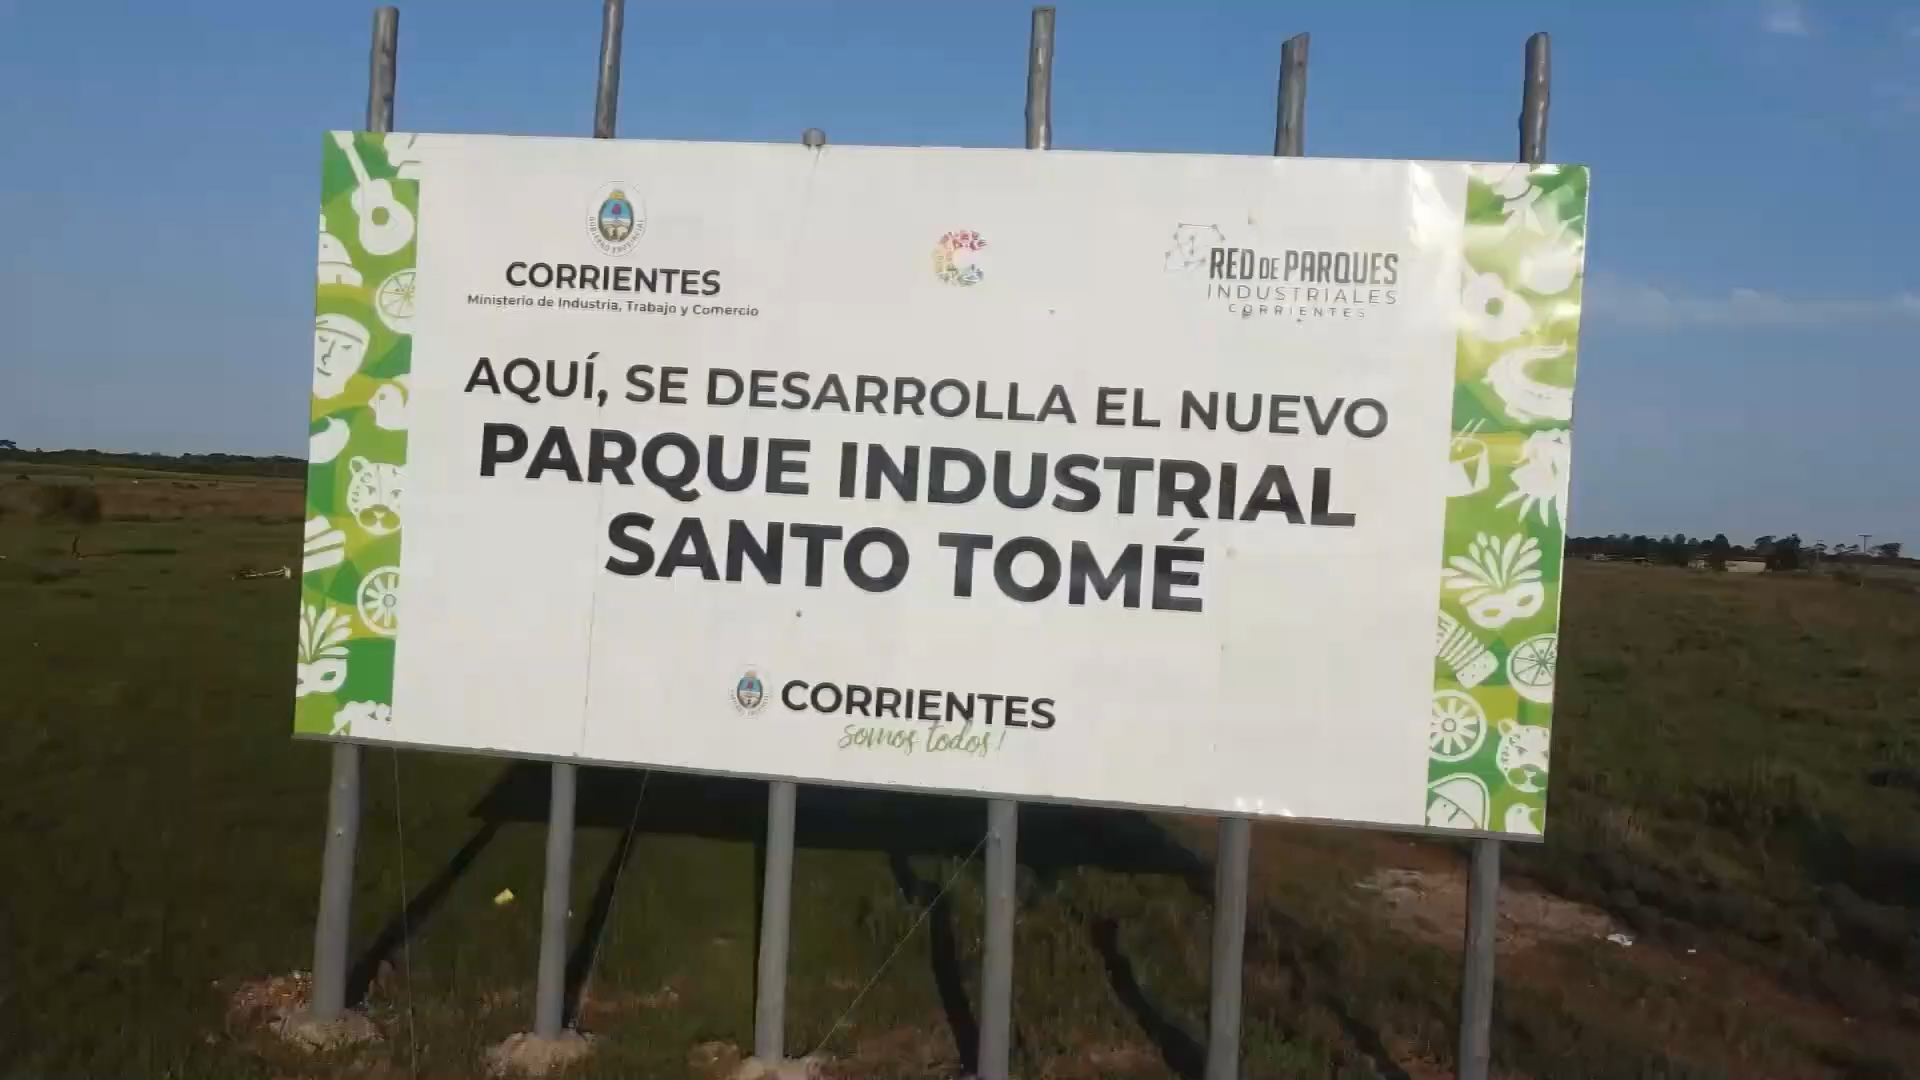 CORRIENTES
Ministerio de Industria, Trabajo y Comercio
RED DE PARQUES
INDUSTRIALES
CORRIENTES
AQUÍ, SE DESARROLLA EL NUEVO
PARQUE INDUSTRIAL
SANTO TOMÉ
CORRIENTES
somos todos!